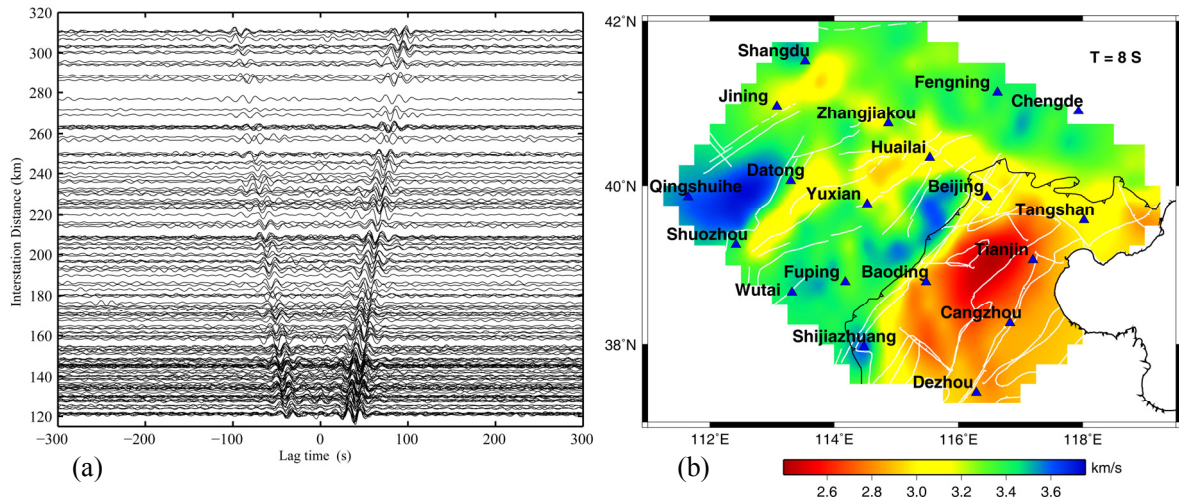 320
300
280
260
240
220
200
180
160
140
120
Interstation Distance (km)
−300
−200
−100
0
100
200
300
Lag time (s)
(a)
42°N
40°N
38°N
112°E
114°E
116°E
118°E
T = 8 S
Shangdu
Fengning
Jining
Chengde
Zhangjiakou
Huailai
Datong
Qingshuihe
Yuxian
Beijing
Tangshan
Shuozhou
Tianjin
Fuping
Baoding
Wutai
Cangzhou
Shijiazhuang
Dezhou
(b)
km/s
2.6
2.8
3.0
3.2
3.4
3.6